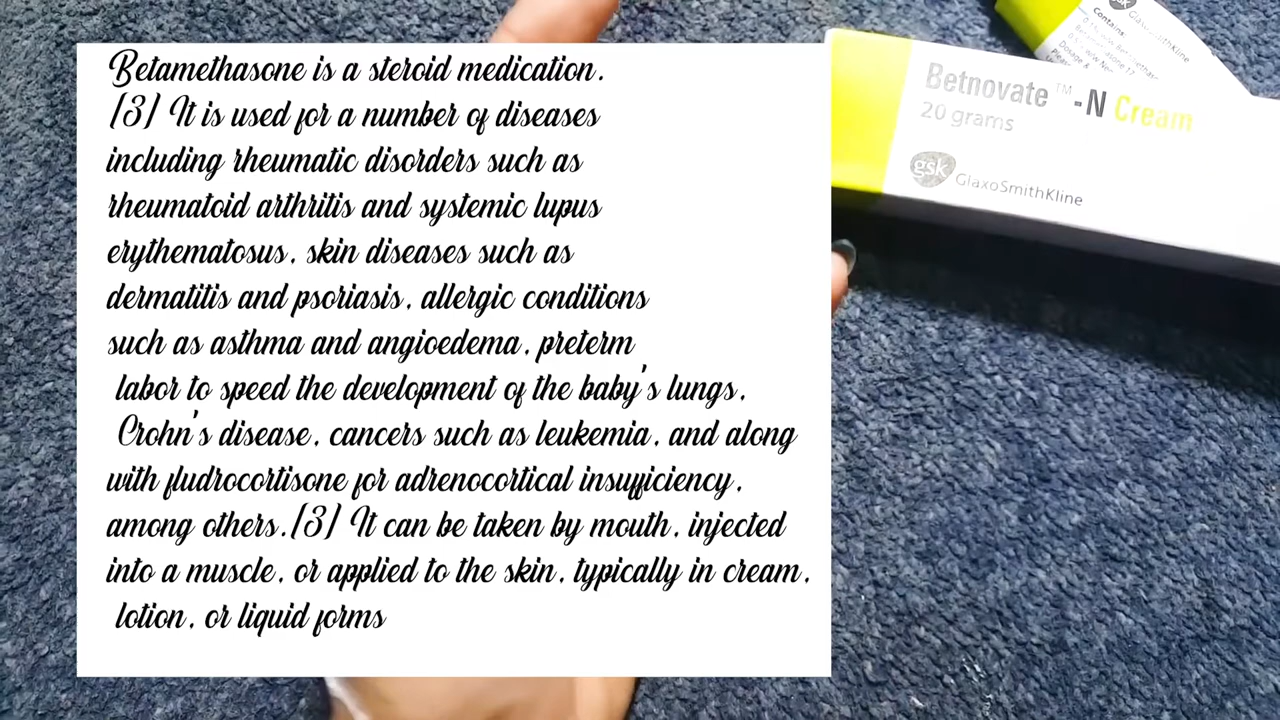 Betamethasone is a steroid medication.
[3] It is used for a number of diseases
including rheumatic disorders such as
rheumatoid arthritis and systemic lupus
erythematosus, skin diseases such as
dermatitis and psoriasis, allergic conditions
such as asthma and angioedema, preterm
labor to speed the development of the baby's lungs,
Crohn's disease, cancers such as leukemia, and along
with fludrocortisone for adrenocortical insufficiency,
among others.[3] It can be taken by mouth, injected
into a muscle, or applied to the skin, typically in cream,
lotion, or liquid forms
Betnovate ™-N Cream
20 grams
gsk GlaxoSmithKline
GlaxoSmithKline
Contains:
Dosage &